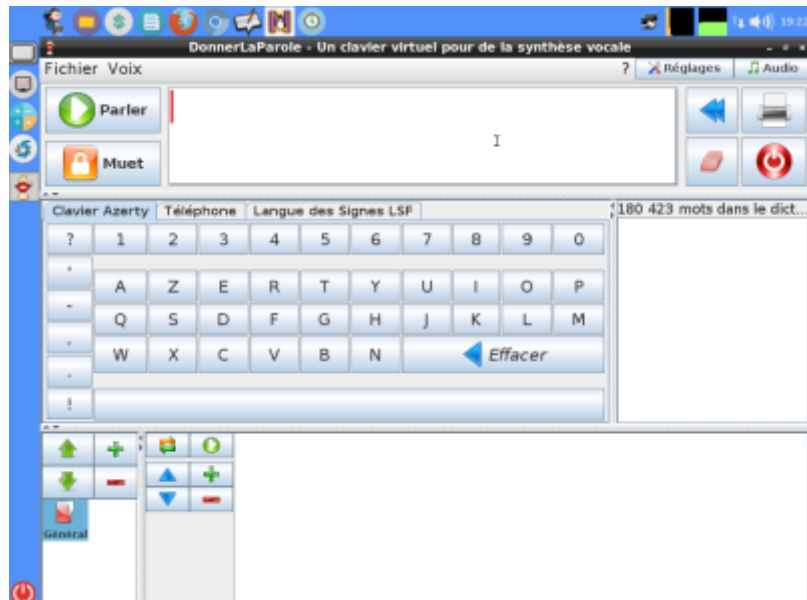 19:22
DonnerLaParole - Un clavier virtuel pour de la synthèse vocale
Fichier Voix ? Réglages Audio
Parler
Muet
Clavier Azerty Téléphone Langue des Signes LSF 180 423 mots dans le dict...
? 1 2 3 4 5 6 7 8 9 0
'
A Z E R T Y U I O P
-
Q S D F G H J K L M
,
W X C V B N Effacer
.
!
Général